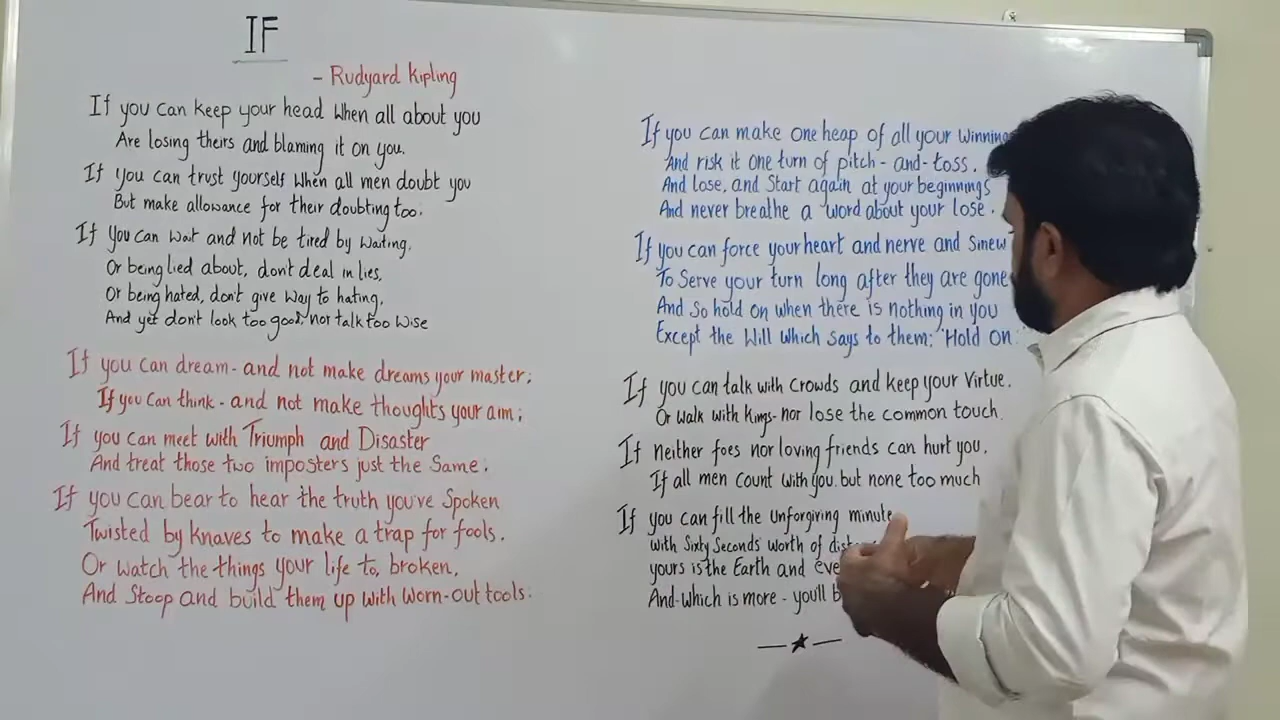 IF
- Rudyard Kipling
If you can keep your head when all about you
Are losing theirs and blaming it on you.
If you can trust yourself when all men doubt you
But make allowance for their doubting too:
If you can wait and not be tired by waiting,
Or being lied about, don't deal in lies,
Or being hated, don't give way to hating,
And yet don't look too good, nor talk too wise
If you can dream - and not make dreams your master;
If you can think - and not make thoughts your aim;
If you can meet with Triumph and Disaster
And treat those two imposters just the same:
If you can bear to hear the truth you've spoken
Twisted by knaves to make a trap for fools.
Or watch the things your life to, broken,
And stoop and build them up with worn-out tools:
If you can make one heap of all your winning
And risk it one turn of pitch - and - toss.
And lose, and start again at your beginnings
And never breathe a word about your lose.
If you can force your heart and nerve and sinew
To serve your turn long after they are gone
And so hold on when there is nothing in you
Except the will which says to them: "Hold on
If you can talk with crowds and keep your virtue.
Or walk with kings- nor lose the common touch.
If neither foes nor loving friends can hurt you,
If all men count with you. but none too much
If you can fill the unforgiving minute
with sixty seconds' worth of
yours is the Earth and
And-which is more - you'll